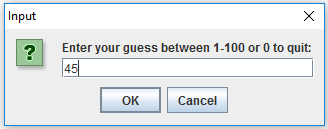 Input
Enter your guess between 1-100 or 0 to quit:
45
OK
Cancel